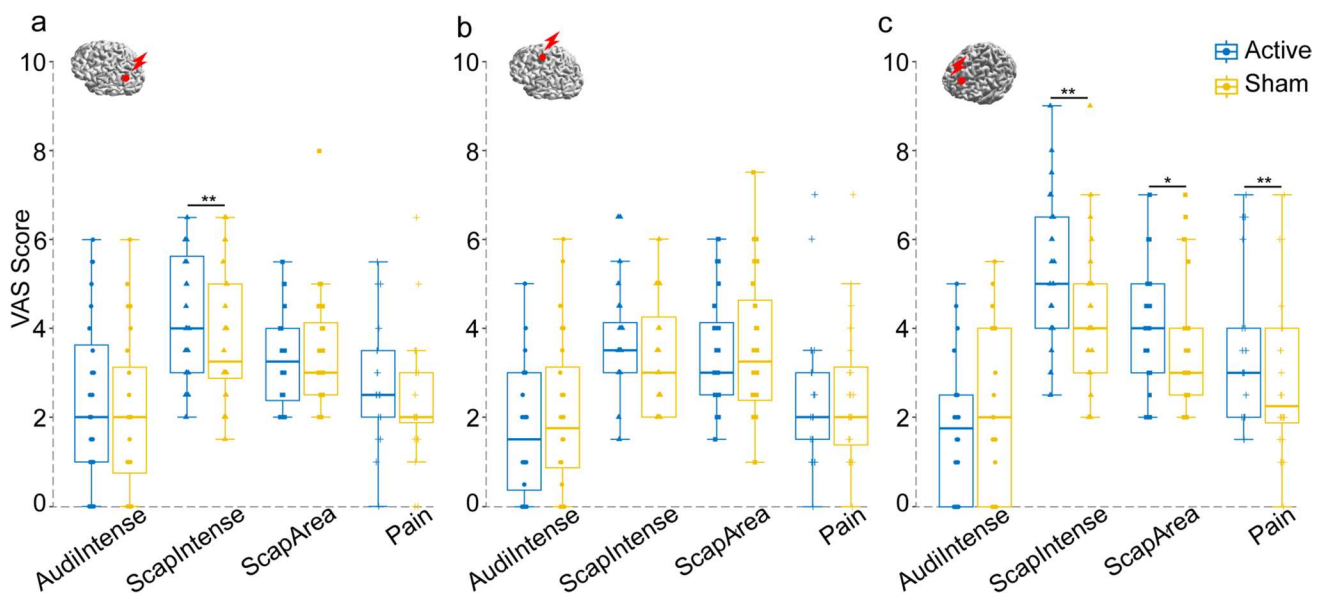 a
b
c
Active
Sham
VAS Score
10
8
6
4
2
0
**
AudiIntense
ScapIntense
ScapArea
Pain
10
8
6
4
2
0
AudiIntense
ScapIntense
ScapArea
Pain
10
8
6
4
2
0
**
*
**
AudiIntense
ScapIntense
ScapArea
Pain